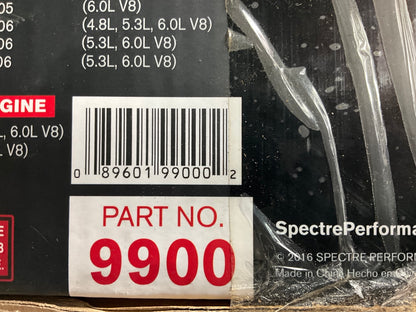 05 (6.0L V8)
06 (4.8L, 5.3L, 6.0L V8)
06 (5.3L, 6.0L V8)
06 (5.3L, 6.0L V8)
GINE
L, 6.0L V8)
.0L V8)
0 89601 99000 2
PART NO.
9900
SpectrePerforma
© 2016 SPECTRE PERFORM
Made in China Hecho en